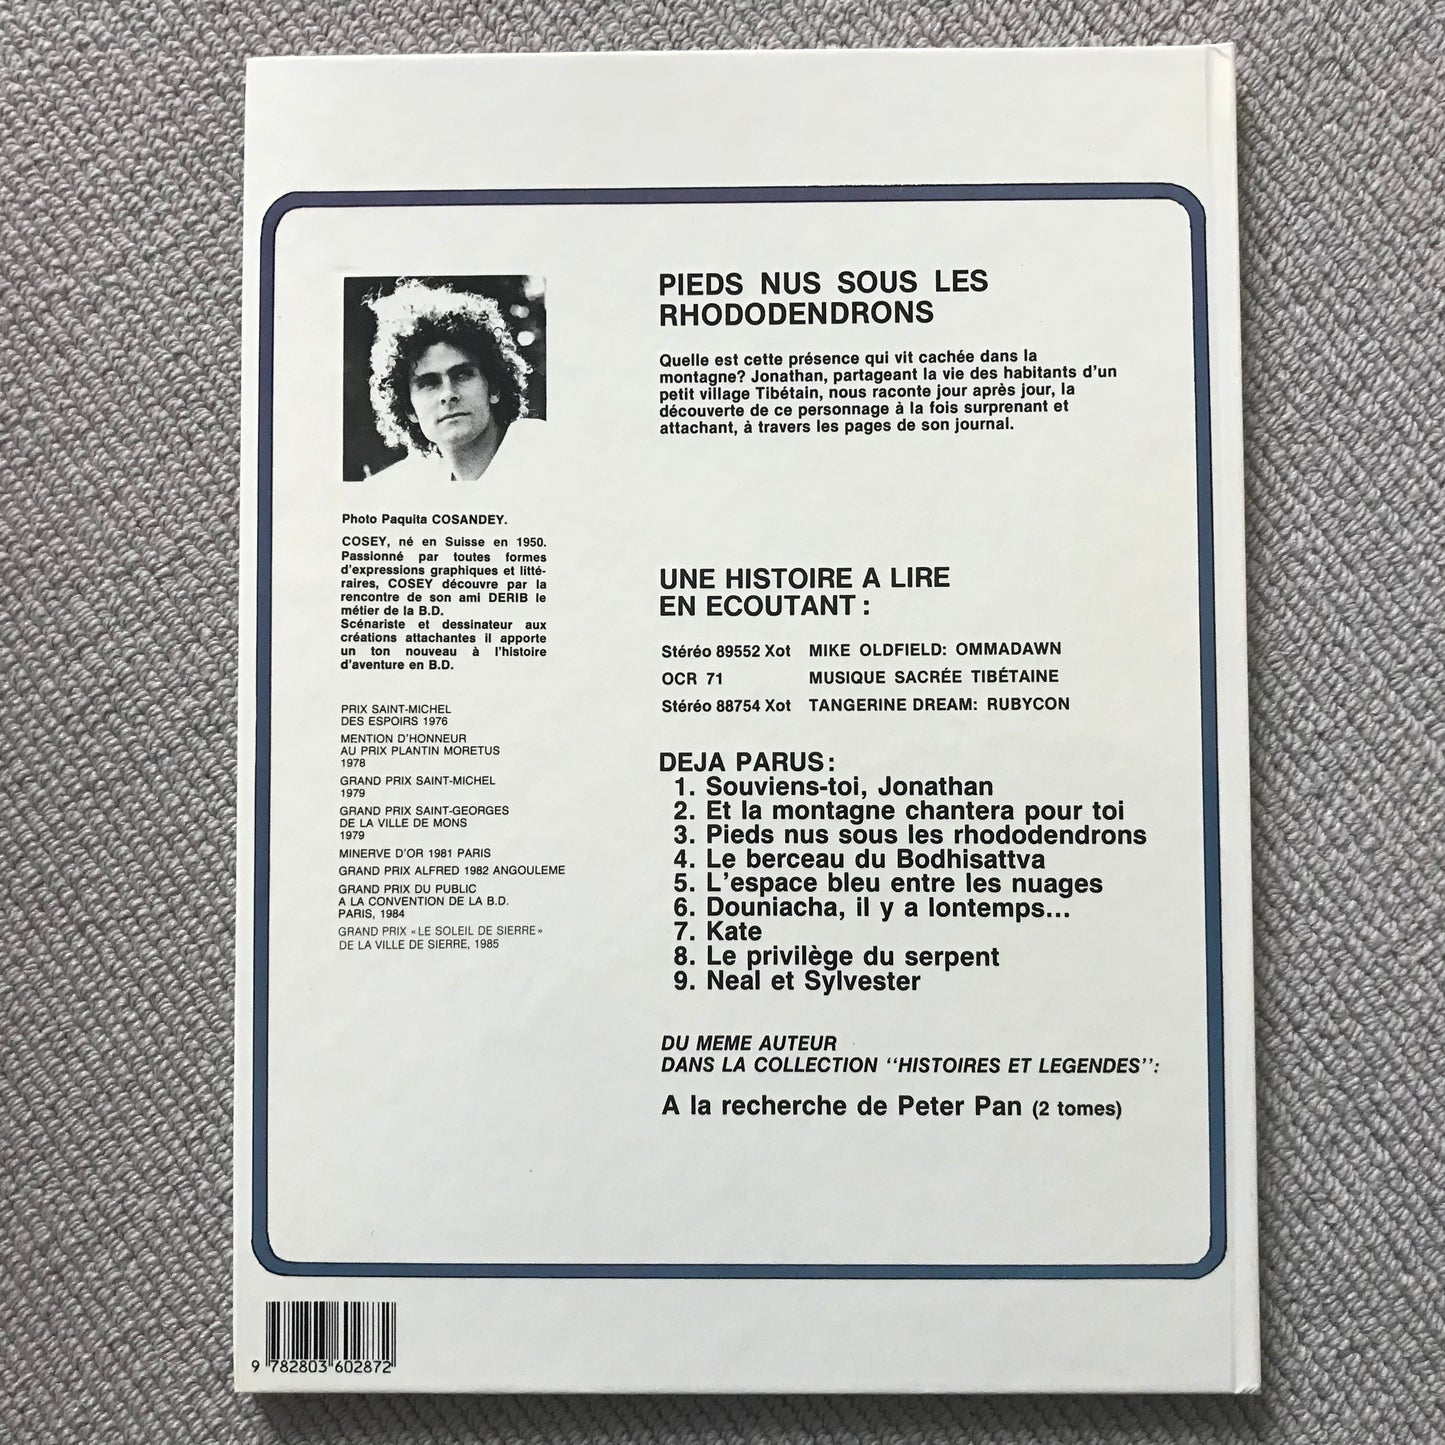 Photo Paquita COSANDEY.
COSEY, né en Suisse en 1950.
Passionné par toutes formes
d'expressions graphiques et litté-
raires, COSEY découvre par la
rencontre de son ami DERIB le
métier de la B.D.
Scénariste et dessinateur aux
créations attachantes il apporte
un ton nouveau à l'histoire
d'aventure en B.D.
PRIX SAINT-MICHEL
DES ESPOIRS 1976
MENTION D'HONNEUR
AU PRIX PLANTIN MORETUS
1978
GRAND PRIX SAINT-MICHEL
1979
GRAND PRIX SAINT-GEORGES
DE LA VILLE DE MONS
1979
MINERVE D'OR 1981 PARIS
GRAND PRIX ALFRED 1982 ANGOULEME
GRAND PRIX DU PUBLIC
A LA CONVENTION DE LA B.D.
PARIS, 1984
GRAND PRIX «LE SOLEIL DE SIERRE»
DE LA VILLE DE SIERRE, 1985
PIEDS NUS SOUS LES
RHODODENDRONS
Quelle est cette présence qui vit cachée dans la
montagne? Jonathan, partageant la vie des habitants d'un
petit village Tibétain, nous raconte jour après jour, la
découverte de ce personnage à la fois surprenant et
attachant, à travers les pages de son journal.
UNE HISTOIRE A LIRE
EN ECOUTANT :
Stéréo 89552 Xot MIKE OLDFIELD: OMMADAWN
OCR 71 MUSIQUE SACRÉE TIBÉTAINE
Stéréo 88754 Xot TANGERINE DREAM: RUBYCON
DEJA PARUS:
1. Souviens-toi, Jonathan
2. Et la montagne chantera pour toi
3. Pieds nus sous les rhododendrons
4. Le berceau du Bodhisattva
5. L'espace bleu entre les nuages
6. Douniacha, il y a lontemps...
7. Kate
8. Le privilège du serpent
9. Neal et Sylvester
DU MEME AUTEUR
DANS LA COLLECTION "HISTOIRES ET LEGENDES":
A la recherche de Peter Pan (2 tomes)
9 782803 602872